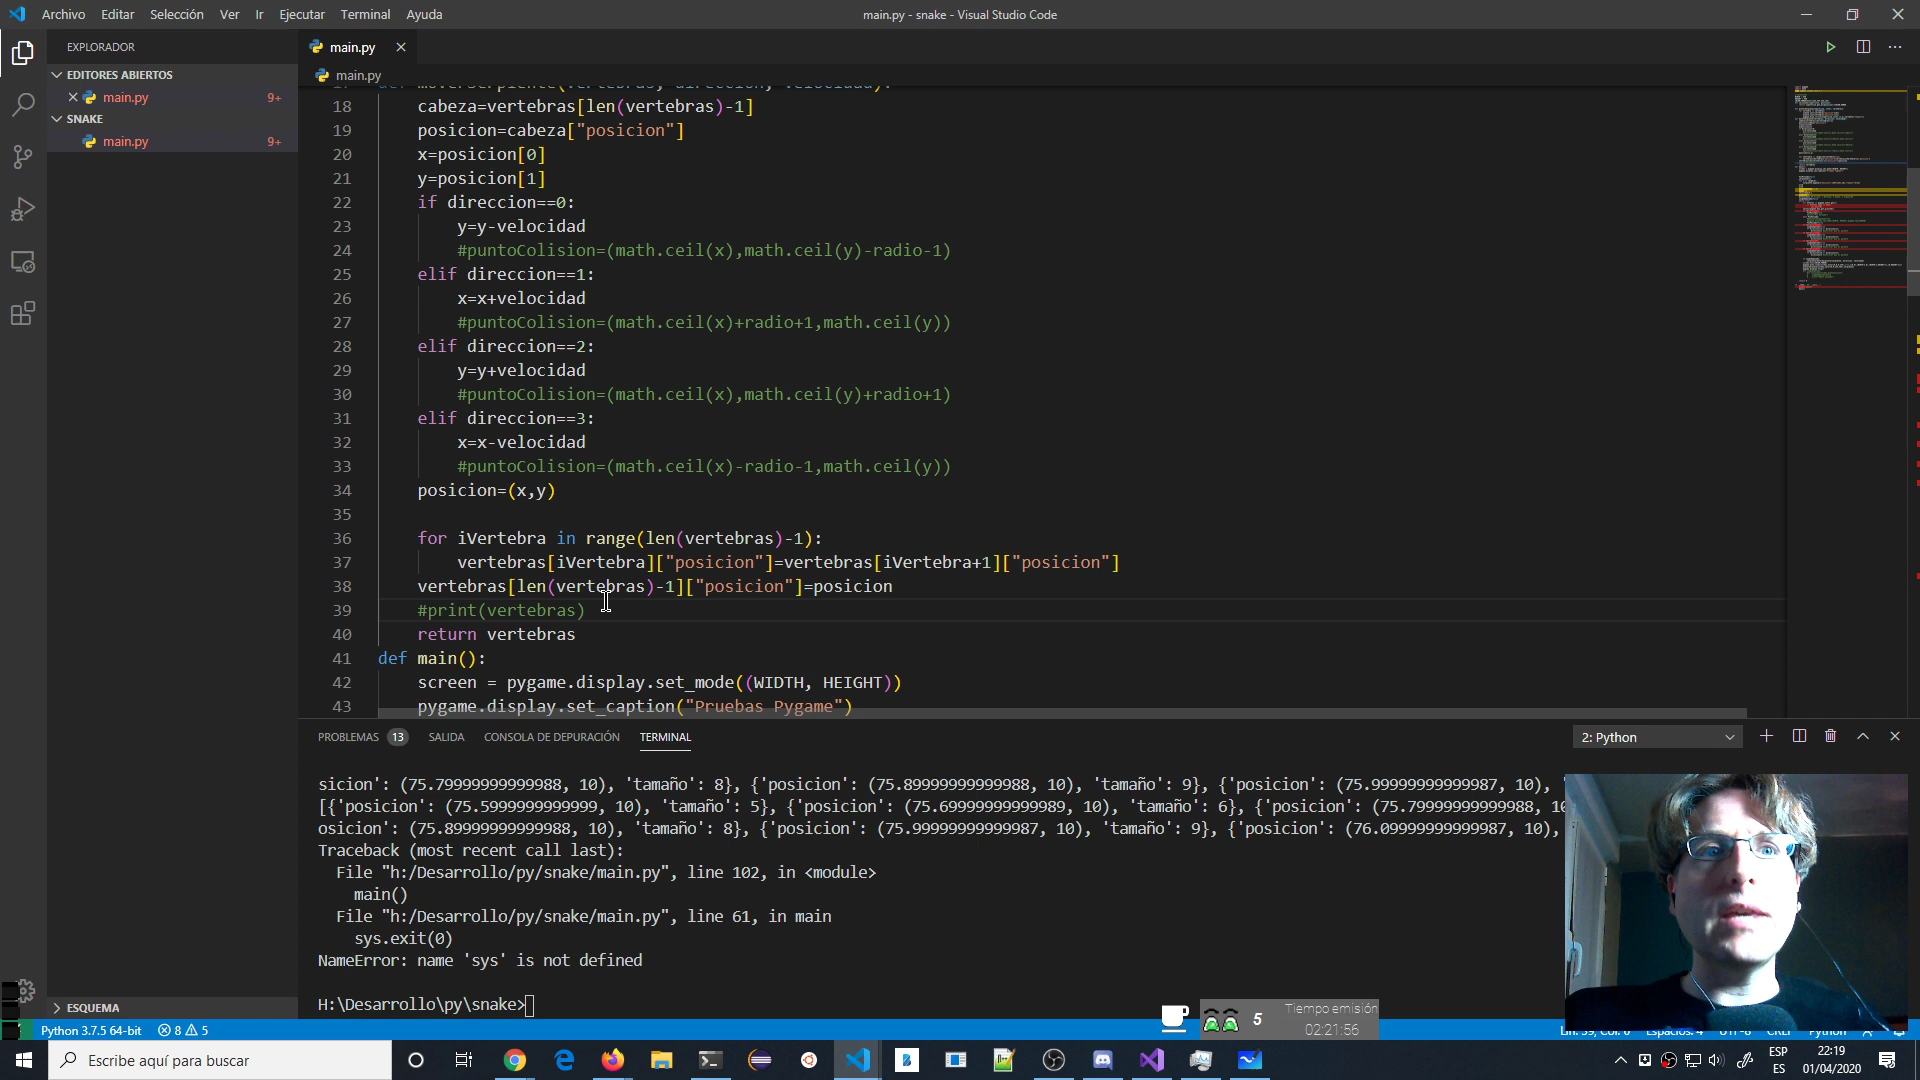 Archivo Editar Selección Ver Ir Ejecutar Terminal Ayuda
main.py - snake - Visual Studio Code
EXPLORADOR
EDITORES ABIERTOS
main.py 9+
SNAKE
main.py 9+
ESQUEMA
main.py
main.py
18 cabeza=vertebras[len(vertebras)-1]
19 posicion=cabeza["posicion"]
20 x=posicion[0]
21 y=posicion[1]
22 if direccion==0:
23 y=y-velocidad
24 #puntoColision=(math.ceil(x),math.ceil(y)-radio-1)
25 elif direccion==1:
26 x=x+velocidad
27 #puntoColision=(math.ceil(x)+radio+1,math.ceil(y))
28 elif direccion==2:
29 y=y+velocidad
30 #puntoColision=(math.ceil(x),math.ceil(y)+radio+1)
31 elif direccion==3:
32 x=x-velocidad
33 #puntoColision=(math.ceil(x)-radio-1,math.ceil(y))
34 posicion=(x,y)
35
36 for iVertebra in range(len(vertebras)-1):
37 vertebras[iVertebra]["posicion"]=vertebras[iVertebra+1]["posicion"]
38 vertebras[len(vertebras)-1]["posicion"]=posicion
39 #print(vertebras)
40 return vertebras
41 def main():
42 screen = pygame.display.set_mode((WIDTH, HEIGHT))
43 pygame.display.set_caption("Pruebas Pygame")
PROBLEMAS 13 SALIDA CONSOLA DE DEPURACIÓN TERMINAL
2: Python
sicion': (75.79999999999988, 10), 'tamaño': 8}, {'posicion': (75.89999999999988, 10), 'tamaño': 9}, {'posicion': (75.99999999999987, 10),
[{'posicion': (75.5999999999999, 10), 'tamaño': 5}, {'posicion': (75.69999999999989, 10), 'tamaño': 6}, {'posicion': (75.79999999999988, 10
osicion': (75.89999999999988, 10), 'tamaño': 8}, {'posicion': (75.99999999999987, 10), 'tamaño': 9}, {'posicion': (76.09999999999987, 10),
Traceback (most recent call last):
File "h:/Desarrollo/py/snake/main.py", line 102, in <module>
main()
File "h:/Desarrollo/py/snake/main.py", line 61, in main
sys.exit(0)
NameError: name 'sys' is not defined
H:\Desarrollo\py\snake>
5
Tiempo emisión
02:21:56
Python 3.7.5 64-bit 8 5
Escribe aquí para buscar
ESP
ES
22:19
01/04/2020